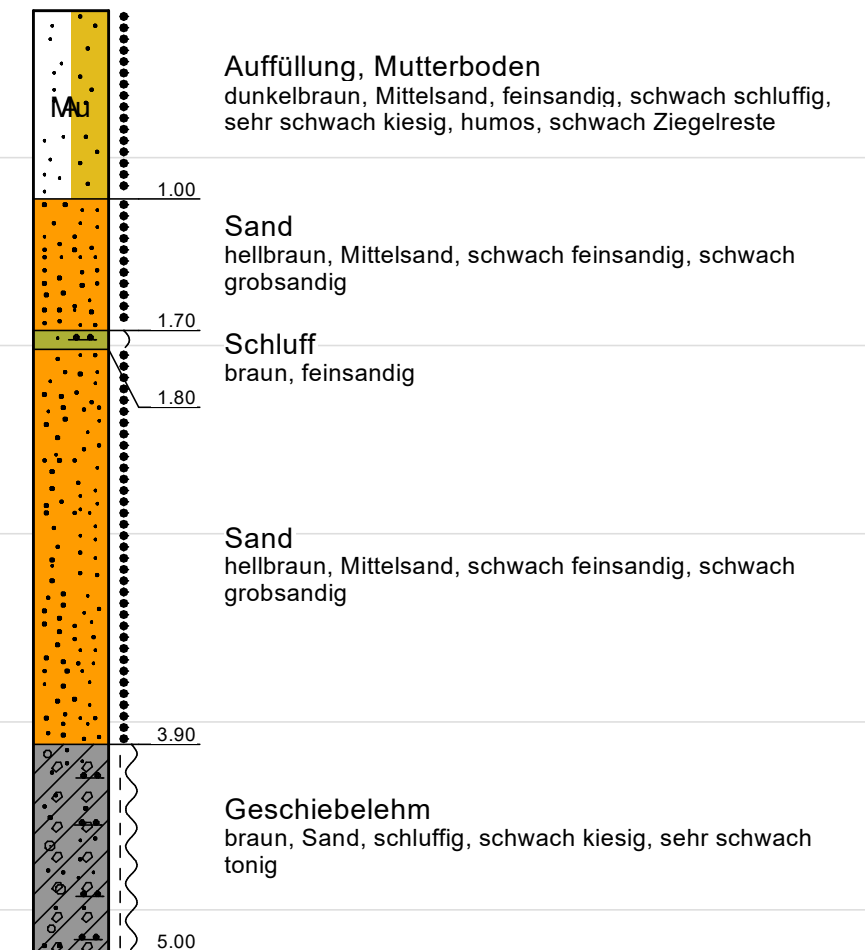 Auffüllung, Mutterboden
dunkelbraun, Mittelsand, feinsandig, schwach schluffig,
sehr schwach kiesig, humos, schwach Ziegelreste
Mu
A
1.00
Sand
hellbraun, Mittelsand, schwach feinsandig, schwach
grobsandig
1.70
Schluff
braun, feinsandig
1.80
Sand
hellbraun, Mittelsand, schwach feinsandig, schwach
grobsandig
3.90
Geschiebelehm
braun, Sand, schluffig, schwach kiesig, sehr schwach
tonig
5.00